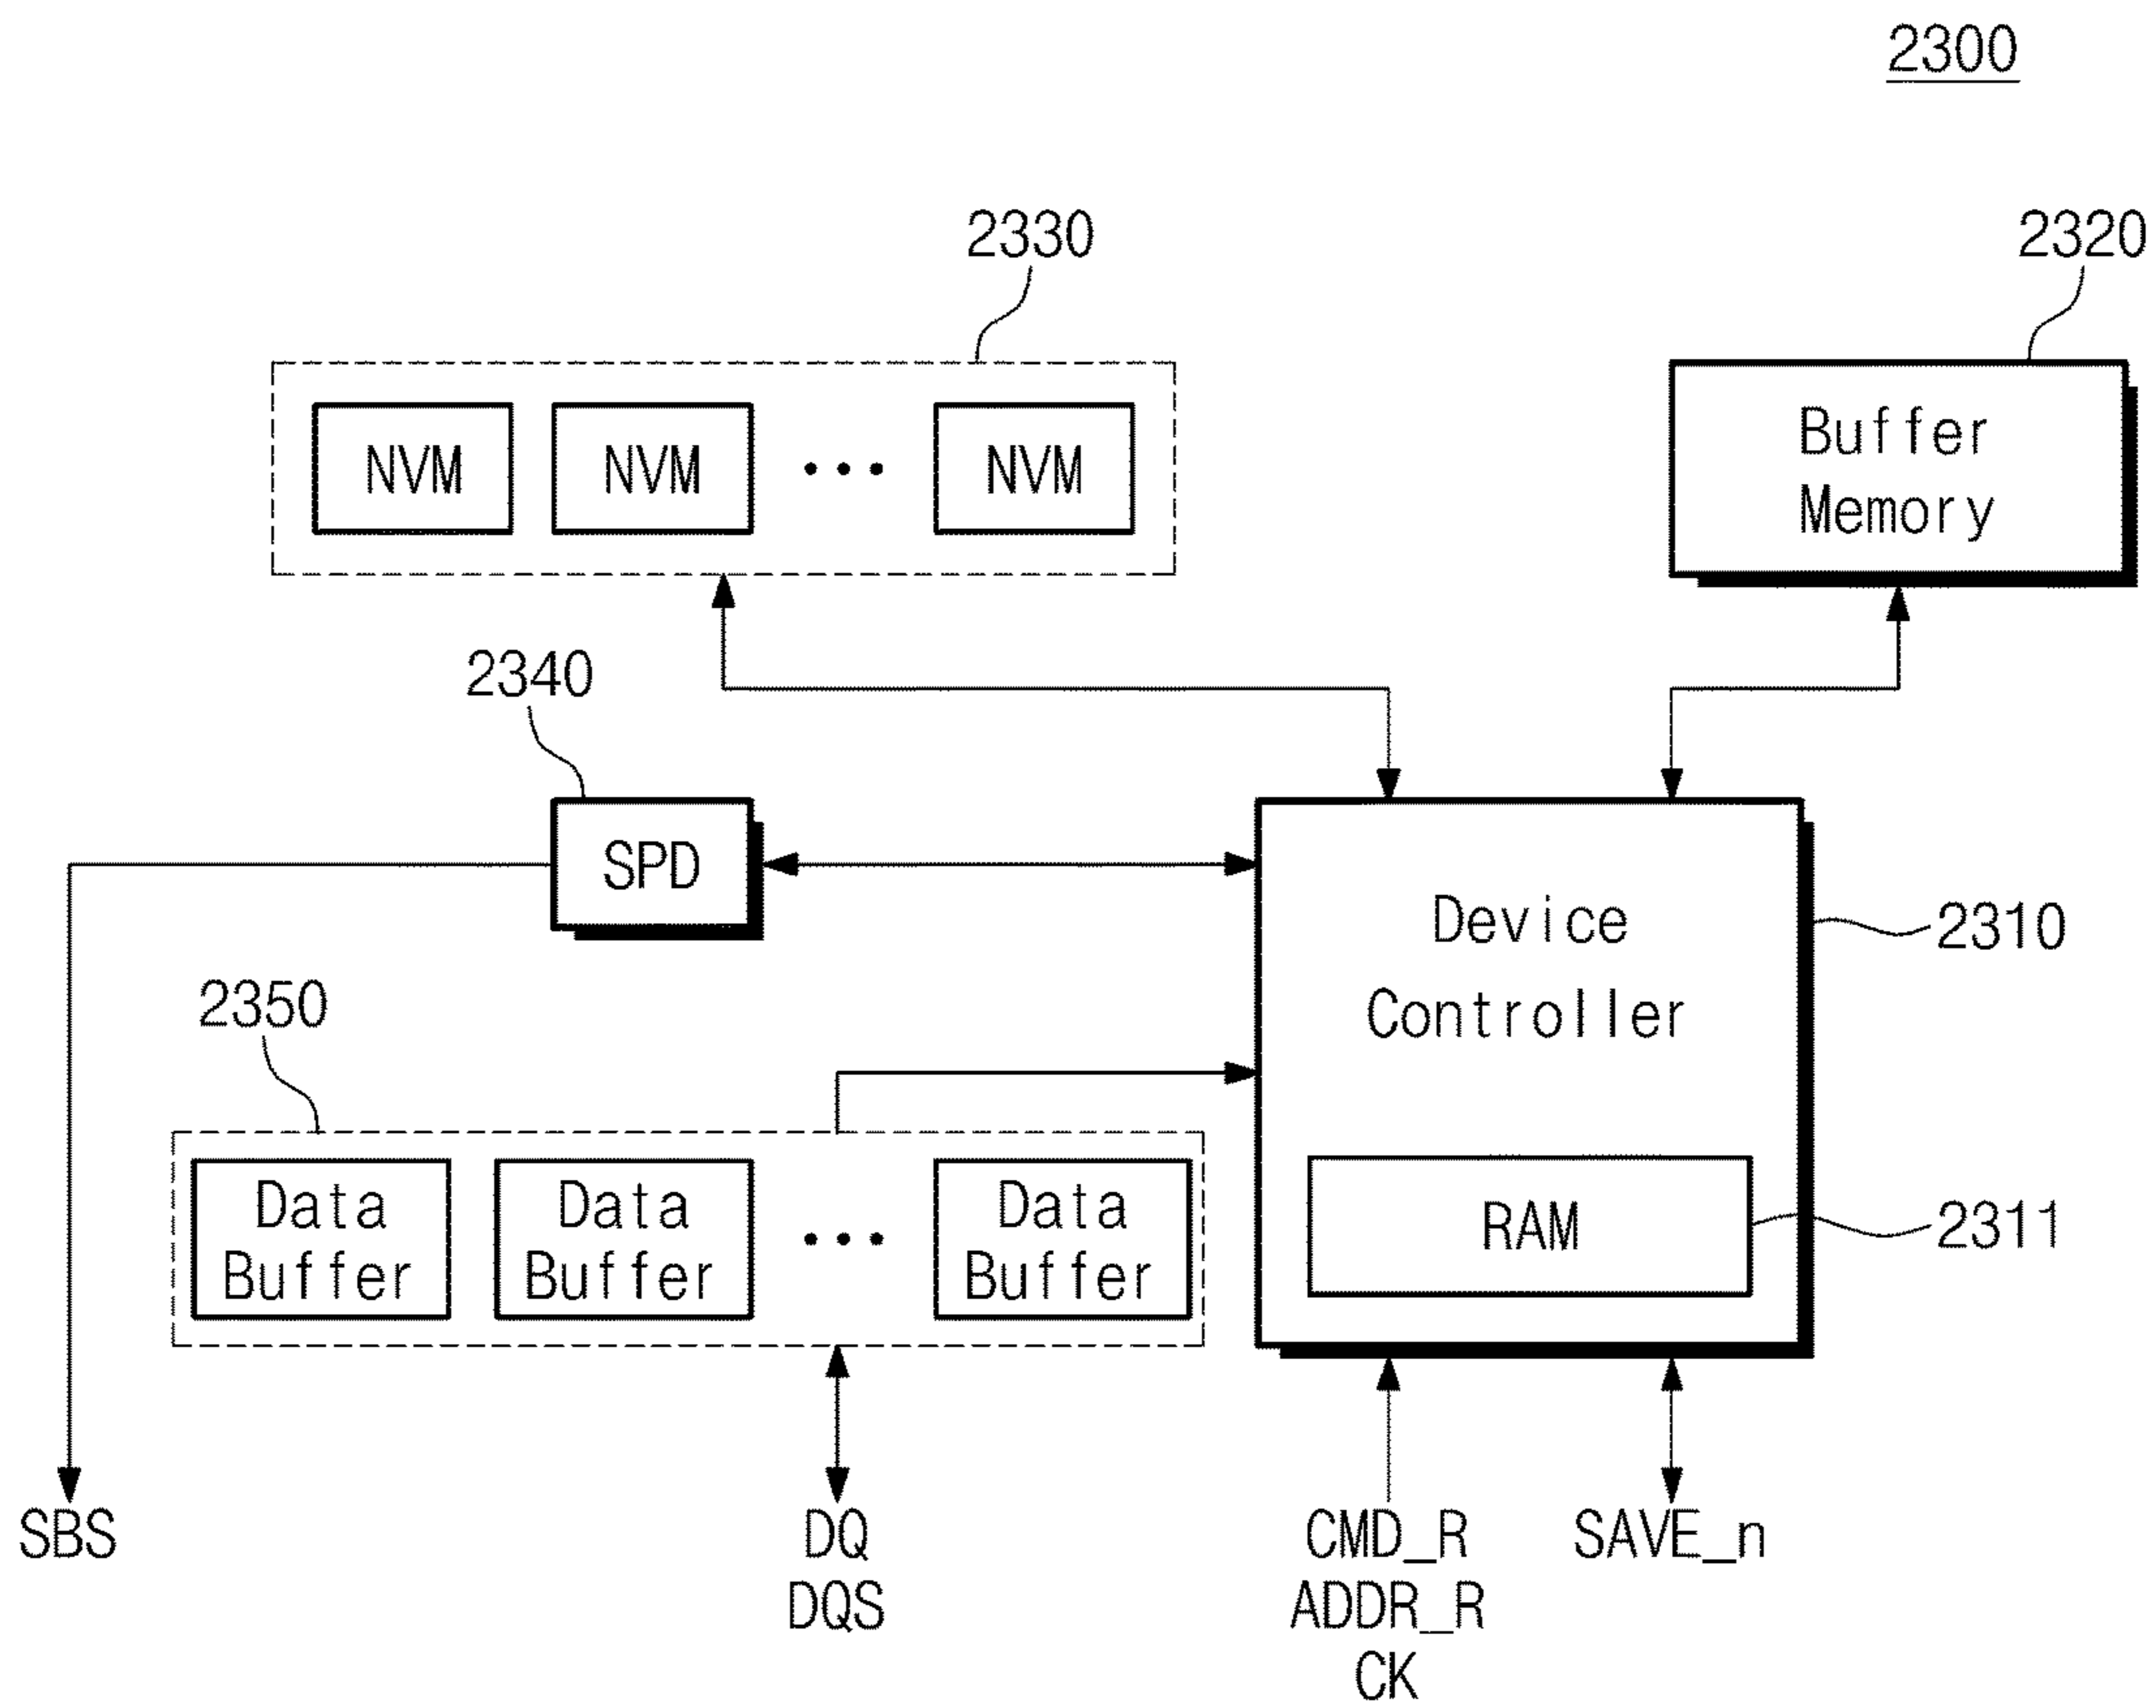 2300
2330
2320
NVM
NVM
NVM
Buffer
Memory
2340
SPD
Device
Controller
2310
2350
Data
Buffer
Data
Buffer
Data
Buffer
RAM
2311
SBS
DQ
DQS
CMD_R
ADDR_R
CK
SAVE_n